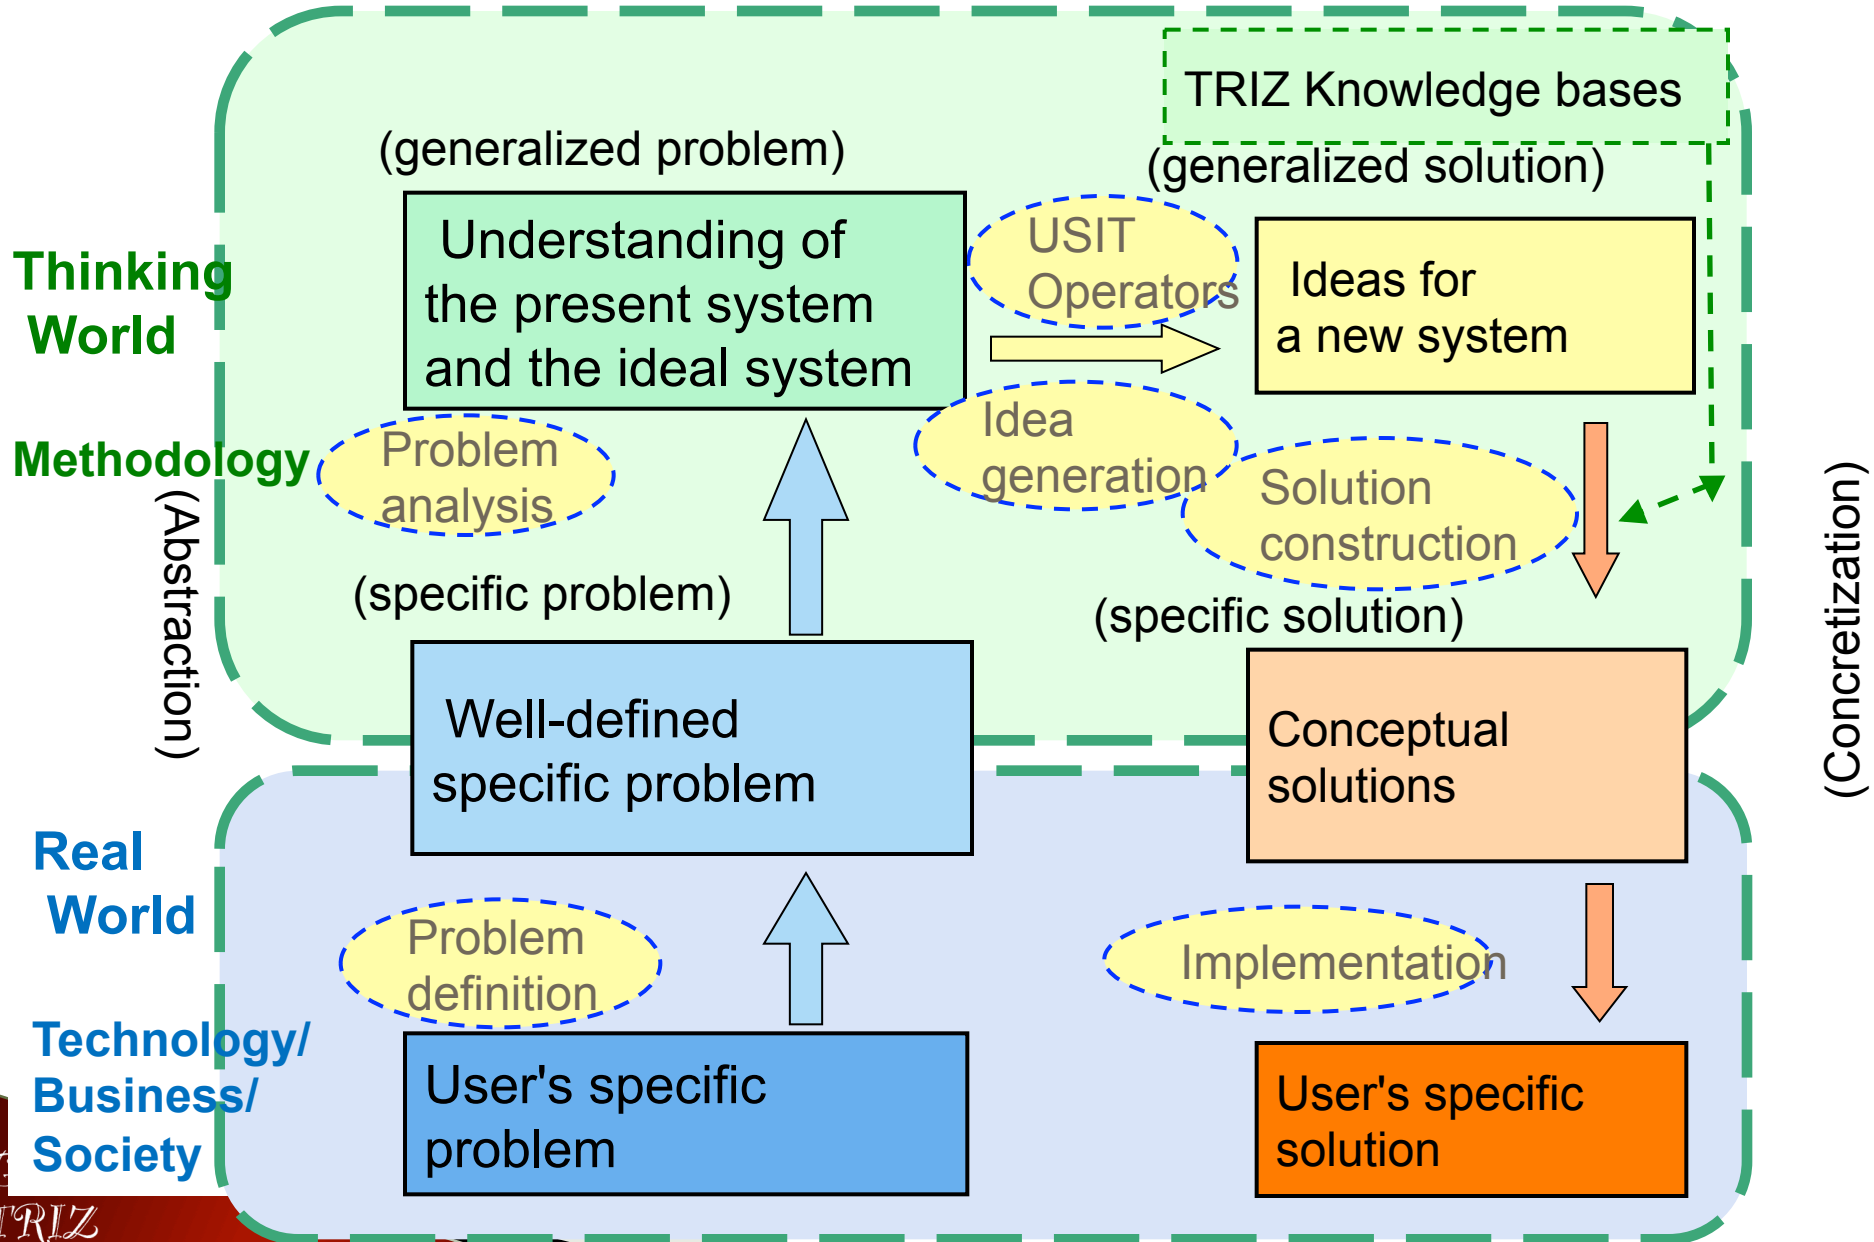 TRIZ Knowledge bases
(generalized problem)
(generalized solution)
Understanding of
the present system
and the ideal system
USIT
Operators
Ideas for
a new system
Thinking
World
Methodology
Problem
analysis
Idea
generation
Solution
construction
(Abstraction)
(Concretization)
(specific problem)
(specific solution)
Well-defined
specific problem
Conceptual
solutions
Real
World
Problem
definition
Implementation
Technology/
Business/
Society
User's specific
problem
User's specific
solution
TRIZ